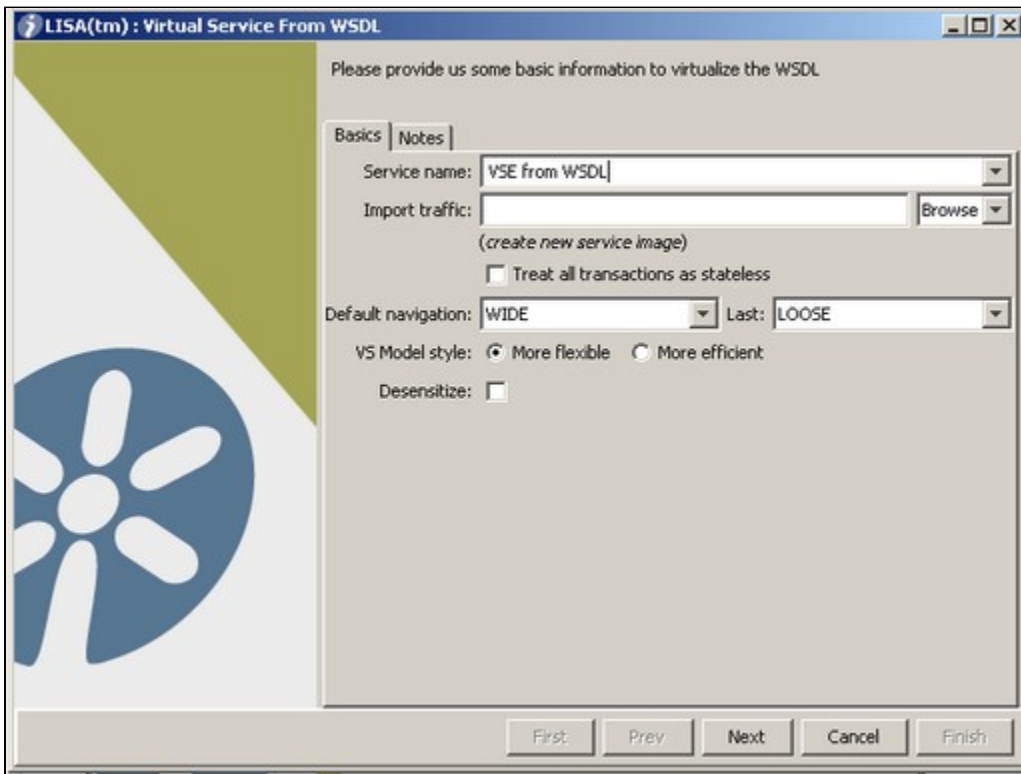 LISA(tm) : Virtual Service From WSDL
Please provide us some basic information to virtualize the WSDL
Basics Notes
Service name: VSE from WSDL
Import traffic: Browse
(create new service image)
Treat all transactions as stateless
Default navigation: WIDE Last: LOOSE
VS Model style: More flexible More efficient
Desensitize:
First Prev Next Cancel Finish